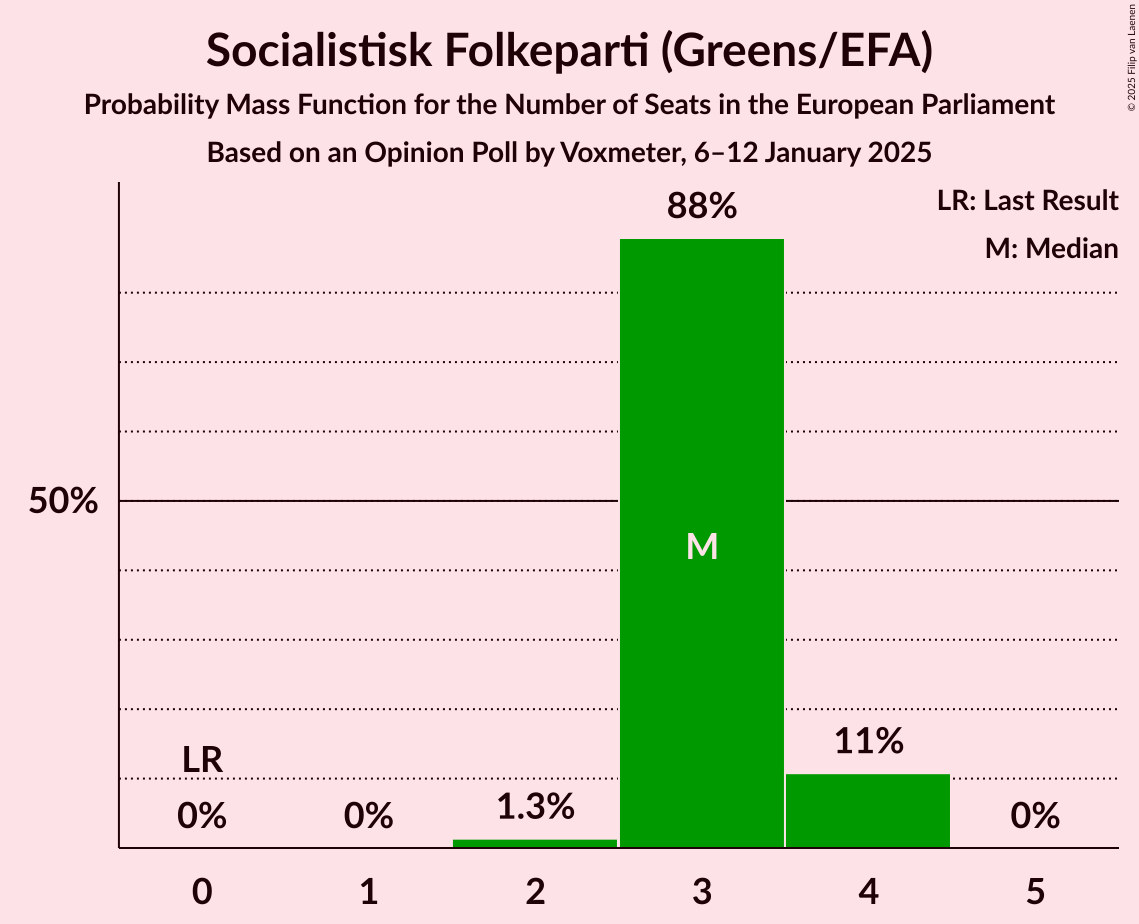 Socialistisk Folkeparti (Greens/EFA)
Probability Mass Function for the Number of Seats in the European Parliament
Based on an Opinion Poll by Voxmeter, 6–12 January 2025
© 2025 Filip van Laenen
LR: Last Result
M: Median
88%
50%
M
11%
LR
1.3%
0%
0%
0%
0
1
2
3
4
5